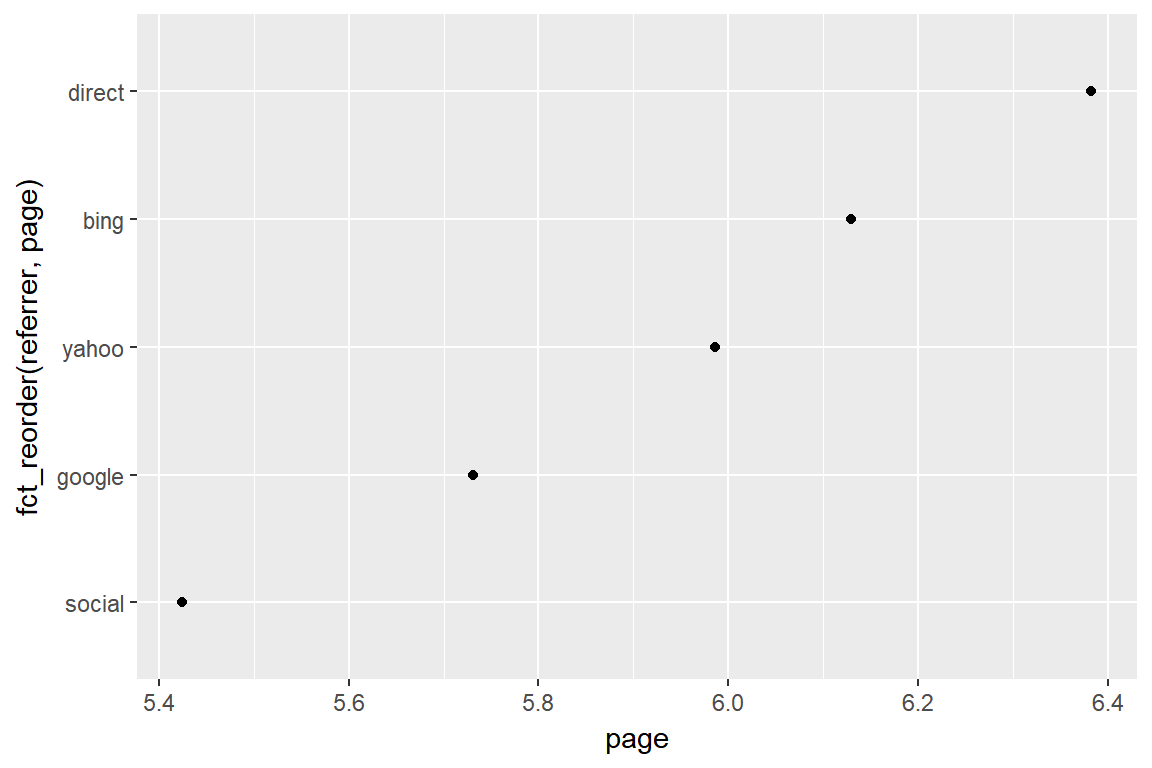 fct_reorder(referrer, page)
direct
bing
yahoo
google
social
5.4 5.6 5.8 6.0 6.2 6.4
page